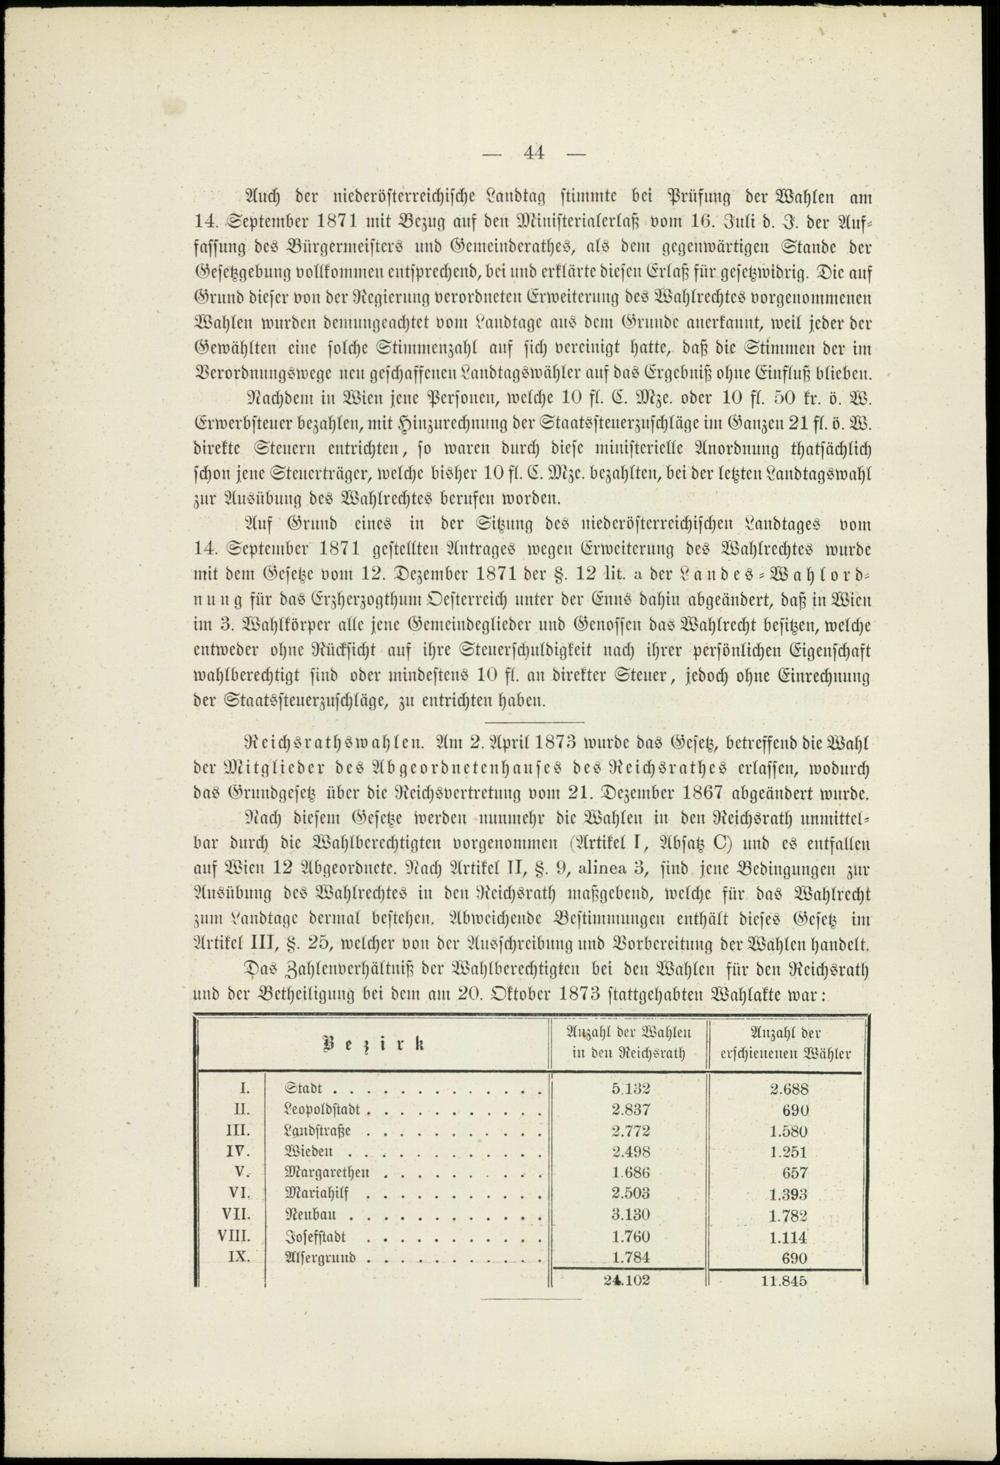 — 44 —
Auch der niederösterreichische Landtag stimmte bei Prüfung der Wahlen am
14. September 1871 mit Bezug auf den Ministerialerlaß vom 16. Juli d. J. der Auf-
fassung des Bürgermeisters und Gemeinderathes, als dem gegenwärtigen Stande der
Gesetzgebung vollkommen entsprechend, bei und erklärte diesen Erlaß für gesetzwidrig. Die auf
Grund dieser von der Regierung verordneten Erweiterung des Wahlrechtes vorgenommenen
Wahlen wurden demungeachtet vom Landtage aus dem Grunde anerkannt, weil jeder der
Gewählten eine solche Stimmenzahl auf sich vereinigt hatte, daß die Stimmen der im
Verordnungswege neu geschaffenen Landtagswähler auf das Ergebniß ohne Einfluß blieben.
Nachdem in Wien jene Personen, welche 10 fl. C. Mze. oder 10 fl. 50 kr. ö. W.
Erwerbsteuer bezahlen, mit Hinzurechnung der Staatssteuerzuschläge im Ganzen 21 fl. ö. W.
direkte Steuern entrichten, so waren durch diese ministerielle Anordnung thatsächlich
schon jene Steuerträger, welche bisher 10 fl. C. Mze. bezahlten, bei der letzten Landtagswahl
zur Ausübung des Wahlrechtes berufen worden.
Auf Grund eines in der Sitzung des niederösterreichischen Landtages vom
14. September 1871 gestellten Antrages wegen Erweiterung des Wahlrechtes wurde
mit dem Gesetze vom 12. Dezember 1871 der §. 12 lit. a der Landes-Wahlord-
nung für das Erzherzogthum Oesterreich unter der Enns dahin abgeändert, daß in Wien
im 3. Wahlkörper alle jene Gemeindeglieder und Genossen das Wahlrecht besitzen, welche
entweder ohne Rücksicht auf ihre Steuerschuldigkeit nach ihrer persönlichen Eigenschaft
wahlberechtigt sind oder mindestens 10 fl. an direkter Steuer, jedoch ohne Einrechnung
der Staatssteuerzuschläge, zu entrichten haben.
Reichsrathswahlen. Am 2. April 1873 wurde das Gesetz, betreffend die Wahl
der Mitglieder des Abgeordnetenhauses des Reichsrathes erlassen, wodurch
das Grundgesetz über die Reichsvertretung vom 21. Dezember 1867 abgeändert wurde.
Nach diesem Gesetze werden nunmehr die Wahlen in den Reichsrath unmittel-
bar durch die Wahlberechtigten vorgenommen (Artikel I, Absatz C) und es entfallen
auf Wien 12 Abgeordnete. Nach Artikel II, §. 9, alinea 3, sind jene Bedingungen zur
Ausübung des Wahlrechtes in den Reichsrath maßgebend, welche für das Wahlrecht
zum Landtage dermal bestehen. Abweichende Bestimmungen enthält dieses Gesetz im
Artikel III, §. 25, welcher von der Ausschreibung und Vorbereitung der Wahlen handelt.
Das Zahlenverhältniß der Wahlberechtigten bei den Wahlen für den Reichsrath
und der Betheiligung bei dem am 20. Oktober 1873 stattgehabten Wahlakte war:
Bezirk | Anzahl der Wahlen in den Reichsrath | Anzahl der erschienenen Wähler
I. Stadt . . . . . . . . . . . . . 5.132 2.688
II. Leopoldstadt . . . . . . . . . . . 2.837 690
III. Landstraße . . . . . . . . . . . 2.772 1.580
IV. Wieden . . . . . . . . . . . . 2.498 1.251
V. Margarethen . . . . . . . . . . 1.686 657
VI. Mariahilf . . . . . . . . . . . 2.503 1.393
VII. Neubau . . . . . . . . . . . . 3.130 1.782
VIII. Josefstadt . . . . . . . . . . . 1.760 1.114
IX. Alsergrund . . . . . . . . . . . 1.784 690
24.102 11.845